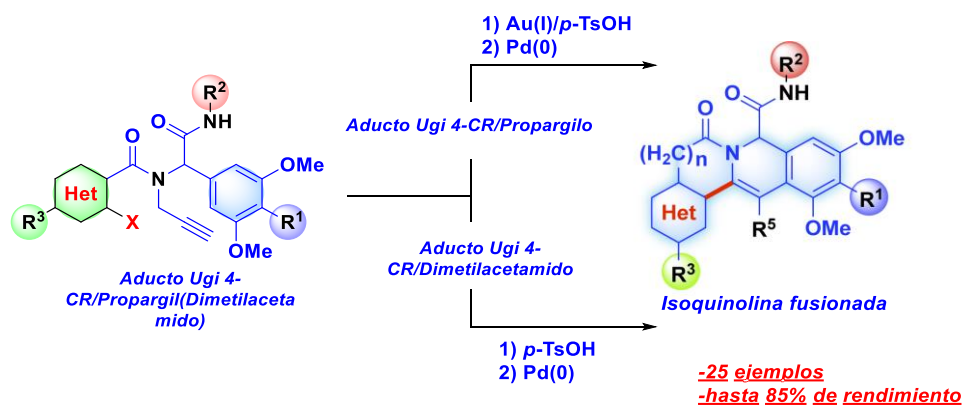 1) Au(I)/p-TsOH
2) Pd(0)
R²
NH
O
O
N
OMe
R¹
OMe
Het
R³
X
Aducto Ugi 4-
CR/Propargil(Dimetilaceta
mido)
Aducto Ugi 4-CR/Propargilo
Aducto Ugi 4-
CR/Dimetilacetamido
1) p-TsOH
2) Pd(0)
R²
NH
O
O
(H₂C)n
N
OMe
R¹
OMe
Het
R⁵
R³
Isoquinolina fusionada
-25 ejemplos
-hasta 85% de rendimiento